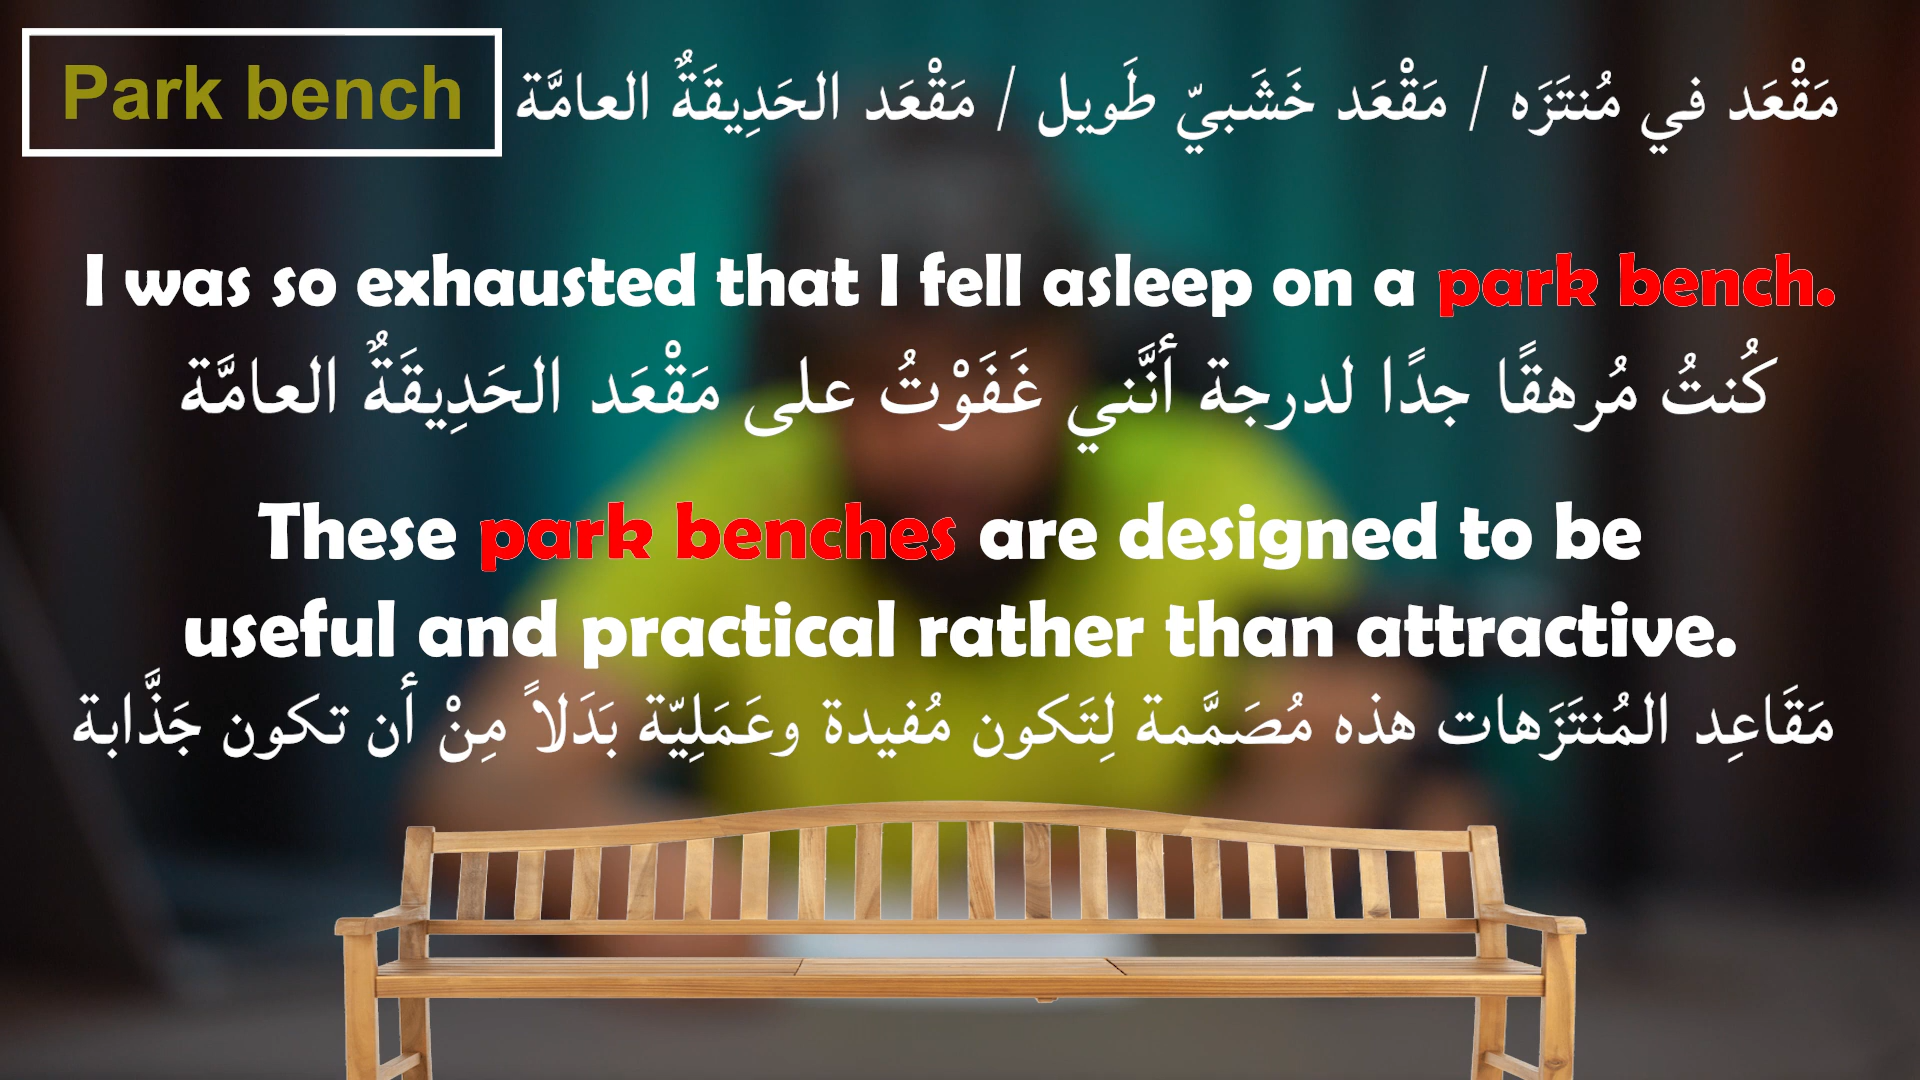 Park bench
مَقْعَد في مُنتَزَه / مَقْعَد خَشَبيّ طَويل / مَقْعَد الحَدِيقَةٌ العامَّة
I was so exhausted that I fell asleep on a park bench.
كُنتُ مُرهقًا جدًا لدرجة أنَّني غَفَوْتُ على مَقْعَد الحَدِيقَةٌ العامَّة
These park benches are designed to be
useful and practical rather than attractive.
مَقَاعِد المُنتَزَهات هذه مُصَمَّمة لِتَكون مُفيدة وعَمَلِيّة بَدَلاً مِنْ أن تكون جَذَّابة